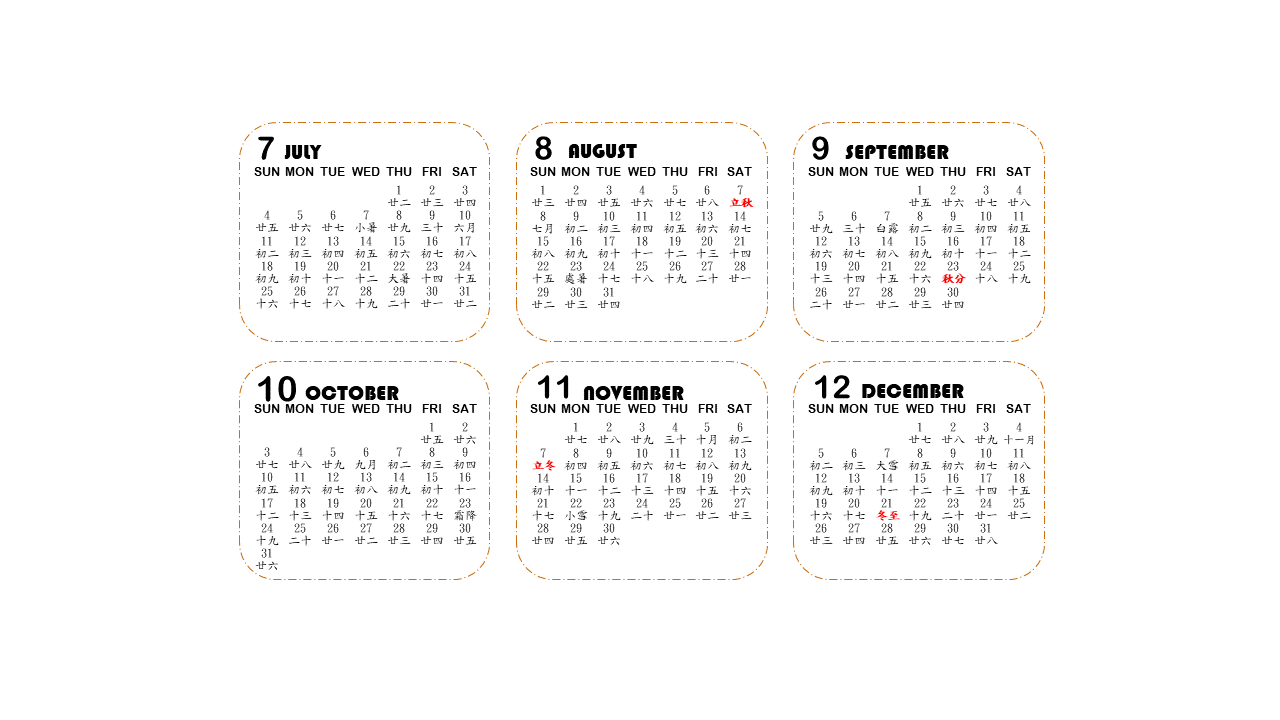 7 JULY
SUN MON TUE WED THU FRI SAT
1 2 3
廿二 廿三 廿四
4 5 6 7 8 9 10
廿五 廿六 廿七 小暑 廿九 三十 六月
11 12 13 14 15 16 17
初二 初三 初四 初五 初六 初七 初八
18 19 20 21 22 23 24
初九 初十 十一 十二 大暑 十四 十五
25 26 27 28 29 30 31
十六 十七 十八 十九 二十 廿一 廿二
8 AUGUST
SUN MON TUE WED THU FRI SAT
1 2 3 4 5 6 7
廿三 廿四 廿五 廿六 廿七 廿八 立秋
8 9 10 11 12 13 14
七月 初二 初三 初四 初五 初六 初七
15 16 17 18 19 20 21
初八 初九 初十 十一 十二 十三 十四
22 23 24 25 26 27 28
十五 處暑 十七 十八 十九 二十 廿一
29 30 31
廿二 廿三 廿四
9 SEPTEMBER
SUN MON TUE WED THU FRI SAT
1 2 3 4
廿五 廿六 廿七 廿八
5 6 7 8 9 10 11
廿九 三十 白露 初二 初三 初四 初五
12 13 14 15 16 17 18
初六 初七 初八 初九 初十 十一 十二
19 20 21 22 23 24 25
十三 十四 十五 十六 秋分 十八 十九
26 27 28 29 30
二十 廿一 廿二 廿三 廿四
10 OCTOBER
SUN MON TUE WED THU FRI SAT
1 2
廿五 廿六
3 4 5 6 7 8 9
廿七 廿八 廿九 九月 初二 初三 初四
10 11 12 13 14 15 16
初五 初六 初七 初八 初九 初十 十一
17 18 19 20 21 22 23
十二 十三 十四 十五 十六 十七 霜降
24 25 26 27 28 29 30
十九 二十 廿一 廿二 廿三 廿四 廿五
31
廿六
11 NOVEMBER
SUN MON TUE WED THU FRI SAT
1 2 3 4 5 6
廿七 廿八 廿九 三十 十月 初二
7 8 9 10 11 12 13
立冬 初四 初五 初六 初七 初八 初九
14 15 16 17 18 19 20
初十 十一 十二 十三 十四 十五 十六
21 22 23 24 25 26 27
十七 小雪 十九 二十 廿一 廿二 廿三
28 29 30
廿四 廿五 廿六
12 DECEMBER
SUN MON TUE WED THU FRI SAT
1 2 3 4
廿七 廿八 廿九 十一月
5 6 7 8 9 10 11
初二 初三 大雪 初五 初六 初七 初八
12 13 14 15 16 17 18
初九 初十 十一 十二 十三 十四 十五
19 20 21 22 23 24 25
十六 十七 冬至 十九 二十 廿一 廿二
26 27 28 29 30 31
廿三 廿四 廿五 廿六 廿七 廿八